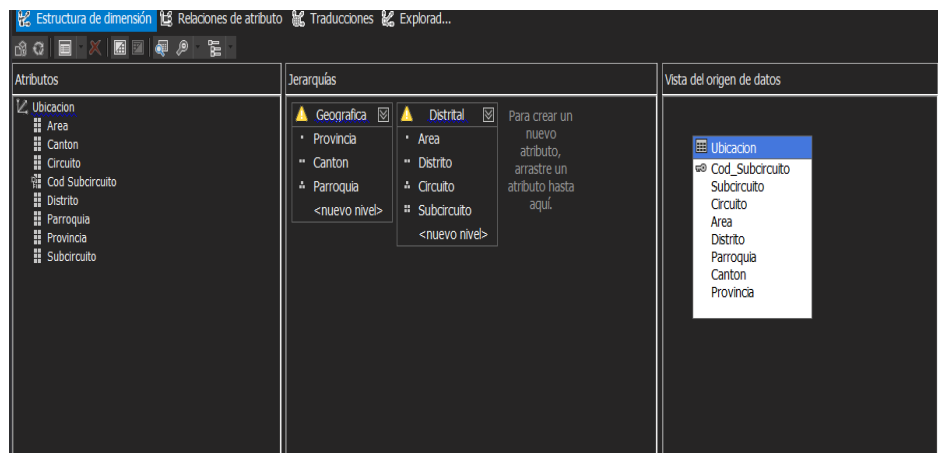 Estructura de dimensión Relaciones de atributo Traducciones Explorad...
Atributos
Ubicacion
Area
Canton
Circuito
Cod Subcircuito
Distrito
Parroquia
Provincia
Subcircuito
Jerarquías
Geografica
Provincia
Canton
Parroquia
<nuevo nivel>
Distrital
Area
Distrito
Circuito
Subcircuito
<nuevo nivel>
Para crear un
nuevo
atributo,
arrastre un
atributo hasta
aquí.
Vista del origen de datos
Ubicacion
Cod_Subcircuito
Subcircuito
Circuito
Area
Distrito
Parroquia
Canton
Provincia